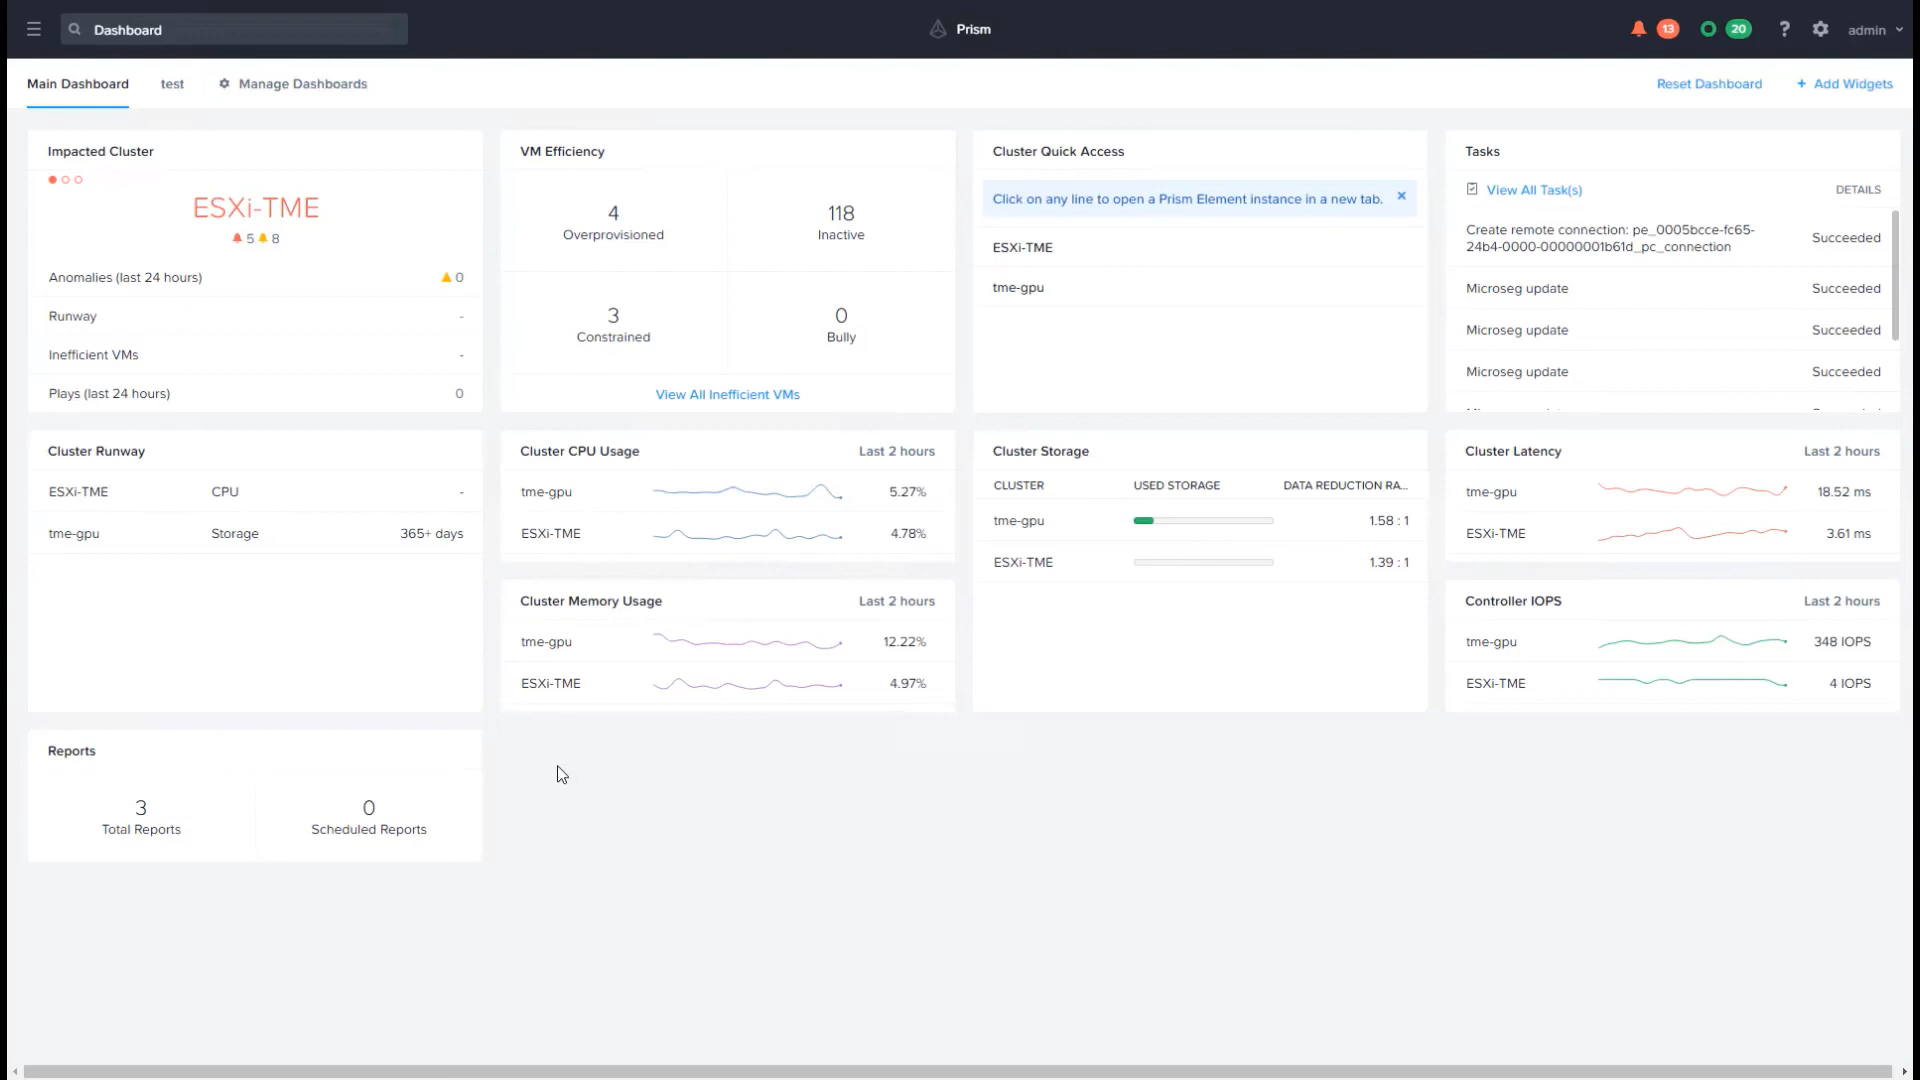 Dashboard
Prism
13
20
?
admin
Main Dashboard
test
Manage Dashboards
Reset Dashboard
+ Add Widgets
Impacted Cluster
ESXi-TME
5 8
Anomalies (last 24 hours) 0
Runway -
Inefficient VMs -
Plays (last 24 hours) 0
VM Efficiency
4
Overprovisioned
118
Inactive
3
Constrained
0
Bully
View All Inefficient VMs
Cluster Quick Access
Click on any line to open a Prism Element instance in a new tab. ×
ESXi-TME
tme-gpu
Tasks
View All Task(s) DETAILS
Create remote connection: pe_0005bcce-fc65-
24b4-0000-00000001b61d_pc_connection
Succeeded
Microseg update Succeeded
Microseg update Succeeded
Microseg update Succeeded
Cluster Runway
ESXi-TME CPU -
tme-gpu Storage 365+ days
Cluster CPU Usage Last 2 hours
tme-gpu 5.27%
ESXi-TME 4.78%
Cluster Memory Usage Last 2 hours
tme-gpu 12.22%
ESXi-TME 4.97%
Cluster Storage
CLUSTER USED STORAGE DATA REDUCTION RA...
tme-gpu 1.58 : 1
ESXi-TME 1.39 : 1
Cluster Latency Last 2 hours
tme-gpu 18.52 ms
ESXi-TME 3.61 ms
Controller IOPS Last 2 hours
tme-gpu 348 IOPS
ESXi-TME 4 IOPS
Reports
3
Total Reports
0
Scheduled Reports